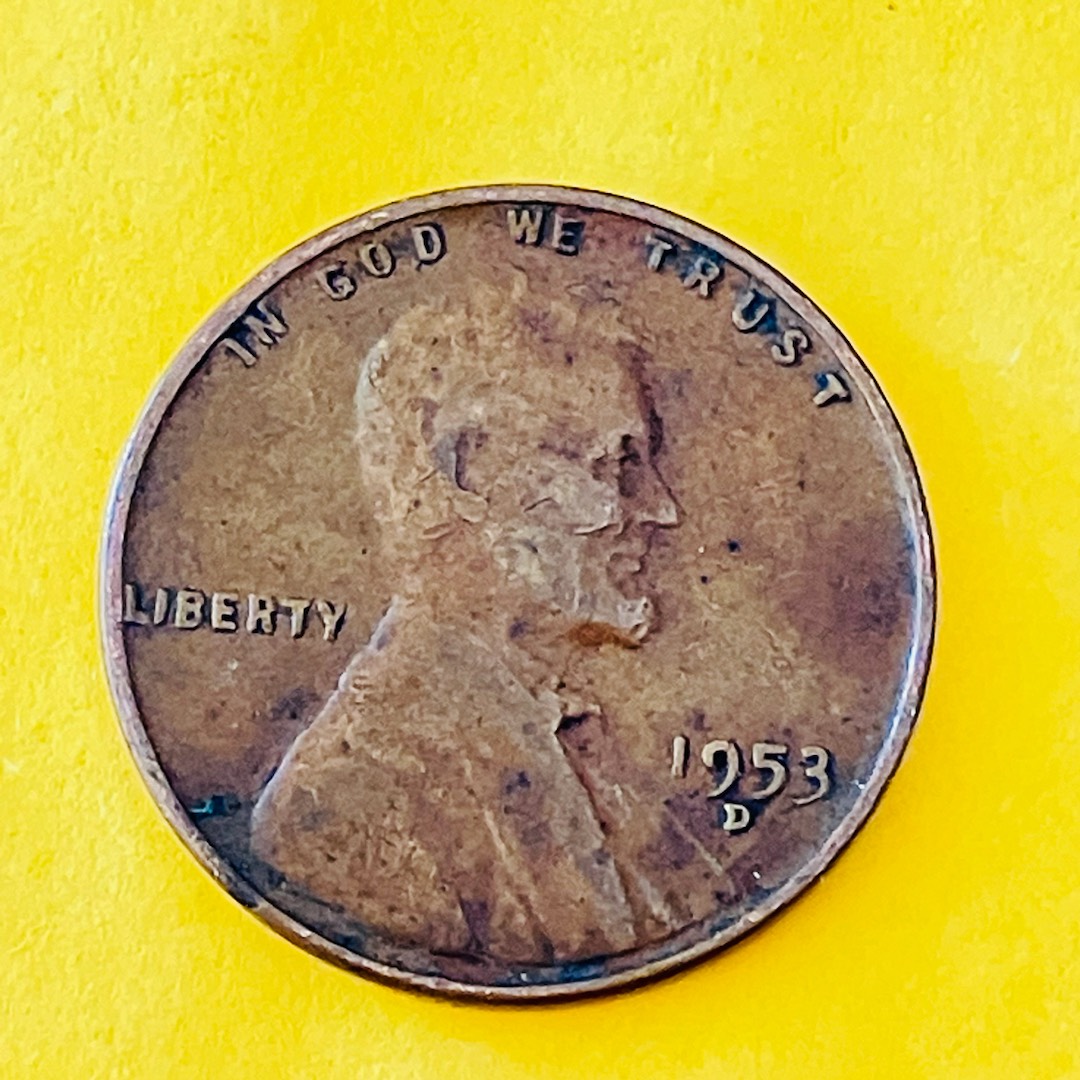 IN GOD WE TRUST
LIBERTY
1953
D